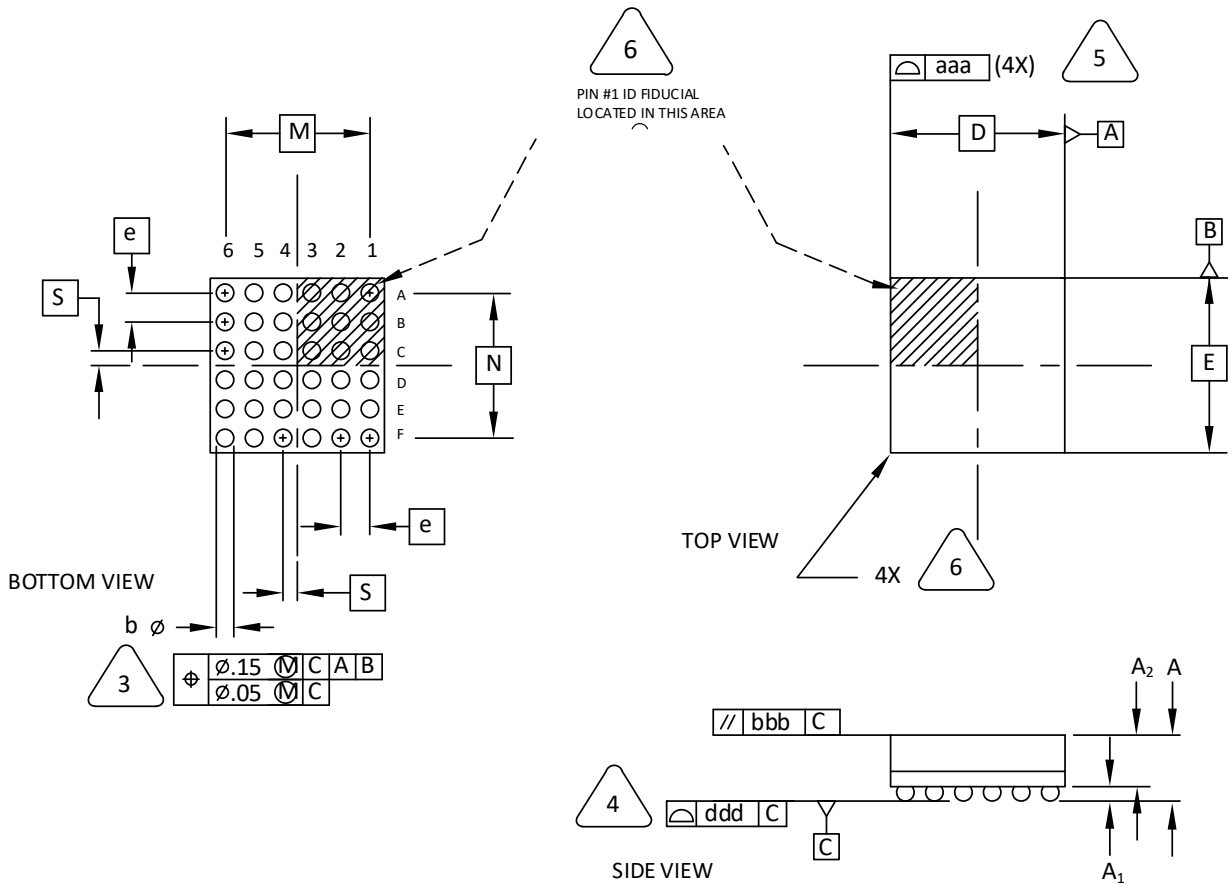 6
PIN #1 ID FIDUCIAL
LOCATED IN THIS AREA
aaa (4X)
5
M
D
A
B
e
6 5 4 3 2 1
S
A
B
C
D
E
F
N
E
e
S
BOTTOM VIEW
b ⌀
3
⌖ ⌀.15 Ⓜ C A B
⌀.05 Ⓜ C
TOP VIEW
4X
6
A₂ A
// bbb C
4
⌓ ddd C
C
A₁
SIDE VIEW